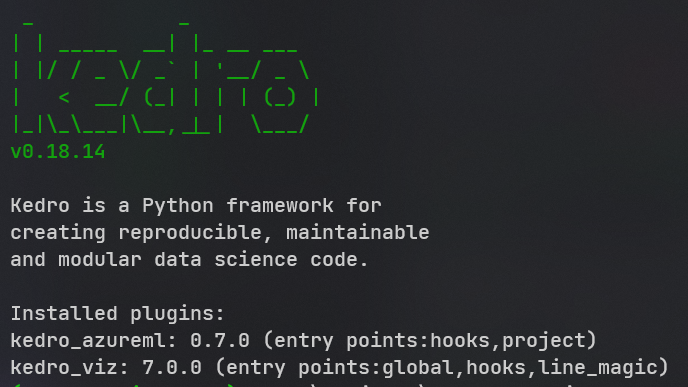 kedro
v0.18.14
Kedro is a Python framework for
creating reproducible, maintainable
and modular data science code.
Installed plugins:
kedro_azureml: 0.7.0 (entry points:hooks,project)
kedro_viz: 7.0.0 (entry points:global,hooks,line_magic)